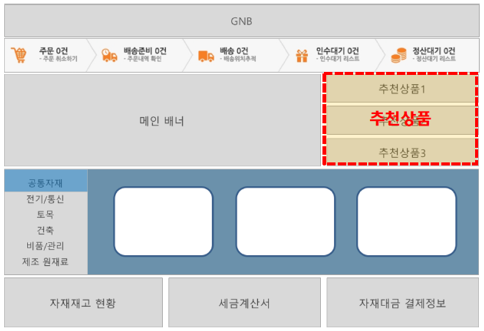 GNB
주문 0건
- 주문 취소하기
배송준비 0건
- 주문내역 확인
배송 0건
- 배송위치추적
인수대기 0건
- 인수대기 리스트
정산대기 0건
- 정산대기 리스트
메인 배너
추천상품1
추천상품
추천상품3
공통자재
전기/통신
토목
건축
비품/관리
제조 원재료
자재재고 현황
세금계산서
자재대금 결제정보